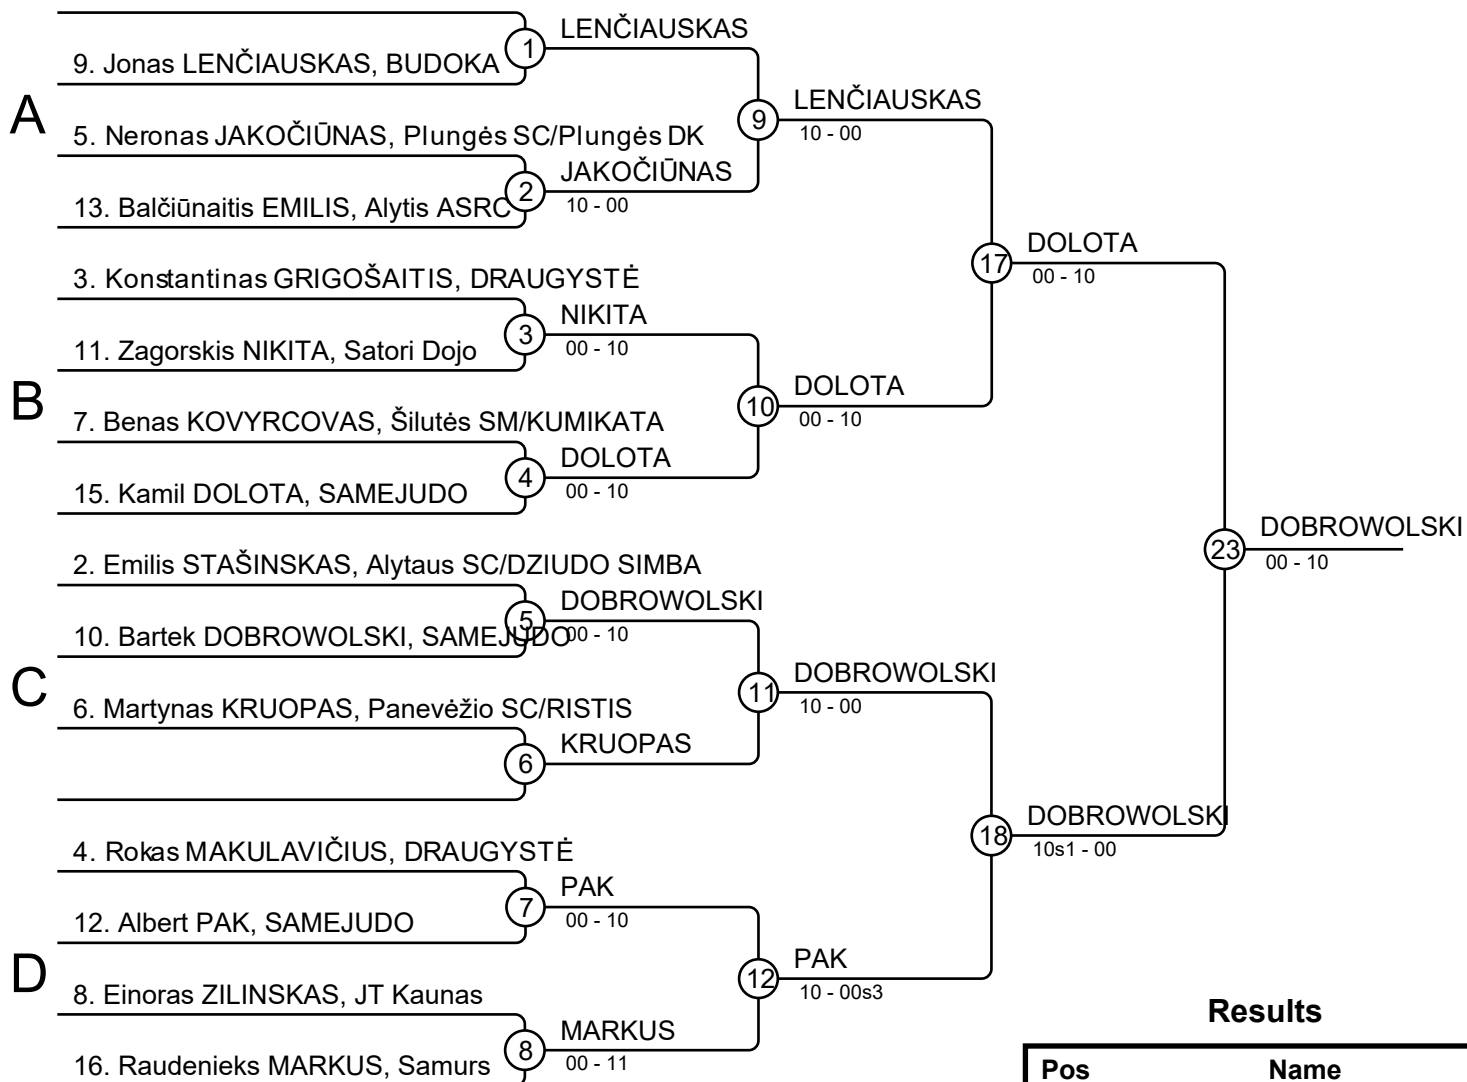 LENČIAUSKAS
1
9. Jonas LENČIAUSKAS, BUDOKA
A
LENČIAUSKAS
9
10 - 00
5. Neronas JAKOČIŪNAS, Plungės SC/Plungės DK
JAKOČIŪNAS
2
10 - 00
13. Balčiūnaitis EMILIS, Alytis ASRC
DOLOTA
17
00 - 10
3. Konstantinas GRIGOŠAITIS, DRAUGYSTĖ
NIKITA
3
00 - 10
11. Zagorskis NIKITA, Satori Dojo
B
DOLOTA
10
00 - 10
7. Benas KOVYRCOVAS, Šilutės SM/KUMIKATA
DOLOTA
4
00 - 10
15. Kamil DOLOTA, SAMEJUDO
DOBROWOLSKI
23
00 - 10
2. Emilis STAŠINSKAS, Alytaus SC/DZIUDO SIMBA
DOBROWOLSKI
5
00 - 10
10. Bartek DOBROWOLSKI, SAMEJUDO
C
DOBROWOLSKI
11
10 - 00
6. Martynas KRUOPAS, Panevėžio SC/RISTIS
KRUOPAS
6
DOBROWOLSKI
18
10s1 - 00
4. Rokas MAKULAVIČIUS, DRAUGYSTĖ
PAK
7
00 - 10
12. Albert PAK, SAMEJUDO
D
PAK
12
10 - 00s3
8. Einoras ZILINSKAS, JT Kaunas
MARKUS
8
00 - 11
16. Raudenieks MARKUS, Samurs
Results
Pos Name